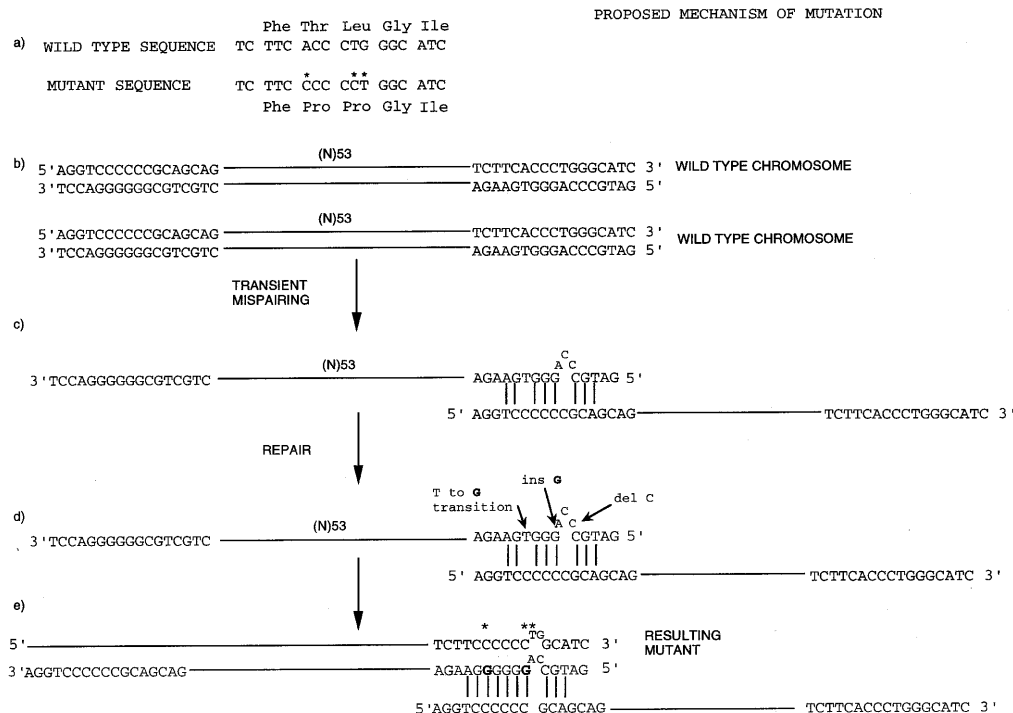 PROPOSED MECHANISM OF MUTATION
Phe Thr Leu Gly Ile
a) WILD TYPE SEQUENCE TC TTC ACC CTG GGC ATC
* **
MUTANT SEQUENCE TC TTC CCC CCT GGC ATC
Phe Pro Pro Gly Ile
b) (N)53
5'AGGTCCCCCCGCAGCAG TCTTCACCCTGGGCATC 3' WILD TYPE CHROMOSOME
3'TCCAGGGGGGCGTCGTC AGAAGTGGGACCCGTAG 5'
(N)53
5'AGGTCCCCCCGCAGCAG TCTTCACCCTGGGCATC 3' WILD TYPE CHROMOSOME
3'TCCAGGGGGGCGTCGTC AGAAGTGGGACCCGTAG 5'
TRANSIENT
MISPAIRING
c)
(N)53 A C C
3'TCCAGGGGGGCGTCGTC AGAAGTGGG CGTAG 5'
5' AGGTCCCCCCGCAGCAG TCTTCACCCTGGGCATC 3'
REPAIR
ins G
T to G
transition
del C
d) (N)53 A C C
3'TCCAGGGGGGCGTCGTC AGAAGTGGG CGTAG 5'
5' AGGTCCCCCCGCAGCAG TCTTCACCCTGGGCATC 3'
e) * **
5' TCTTCCCCCC TG GCATC 3' RESULTING
MUTANT
3'AGGTCCCCCCGCAGCAG AGAAGGGGGG AC CGTAG 5'
5'AGGTCCCCCC GCAGCAG TCTTCACCCTGGGCATC 3'